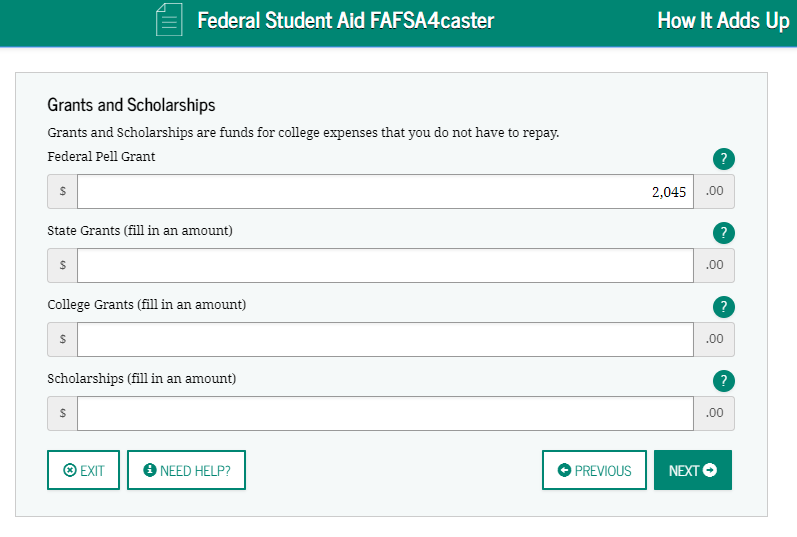 Federal Student Aid FAFSA4caster How It Adds Up
Grants and Scholarships
Grants and Scholarships are funds for college expenses that you do not have to repay.
Federal Pell Grant ?
$ 2,045 .00
State Grants (fill in an amount) ?
$ .00
College Grants (fill in an amount) ?
$ .00
Scholarships (fill in an amount) ?
$ .00
EXIT NEED HELP? PREVIOUS NEXT